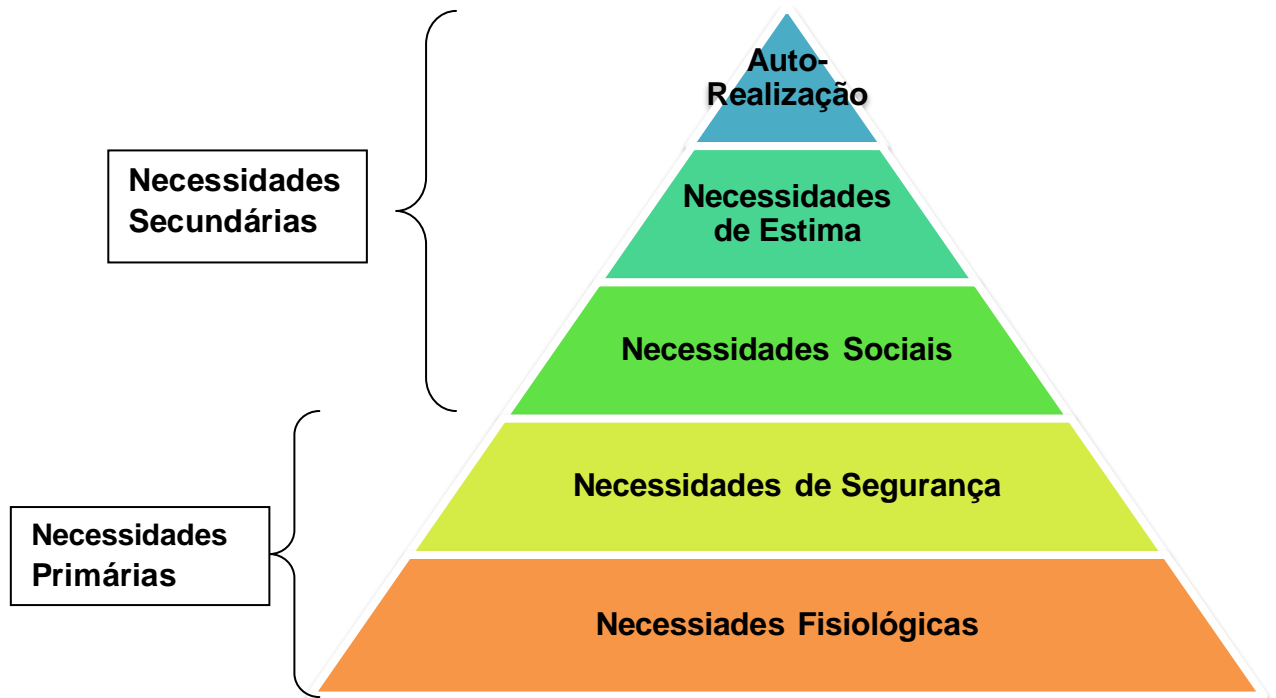 Auto-
Realização
Necessidades
Secundárias
Necessidades
de Estima
Necessidades Sociais
Necessidades de Segurança
Necessidades
Primárias
Necessiades Fisiológicas